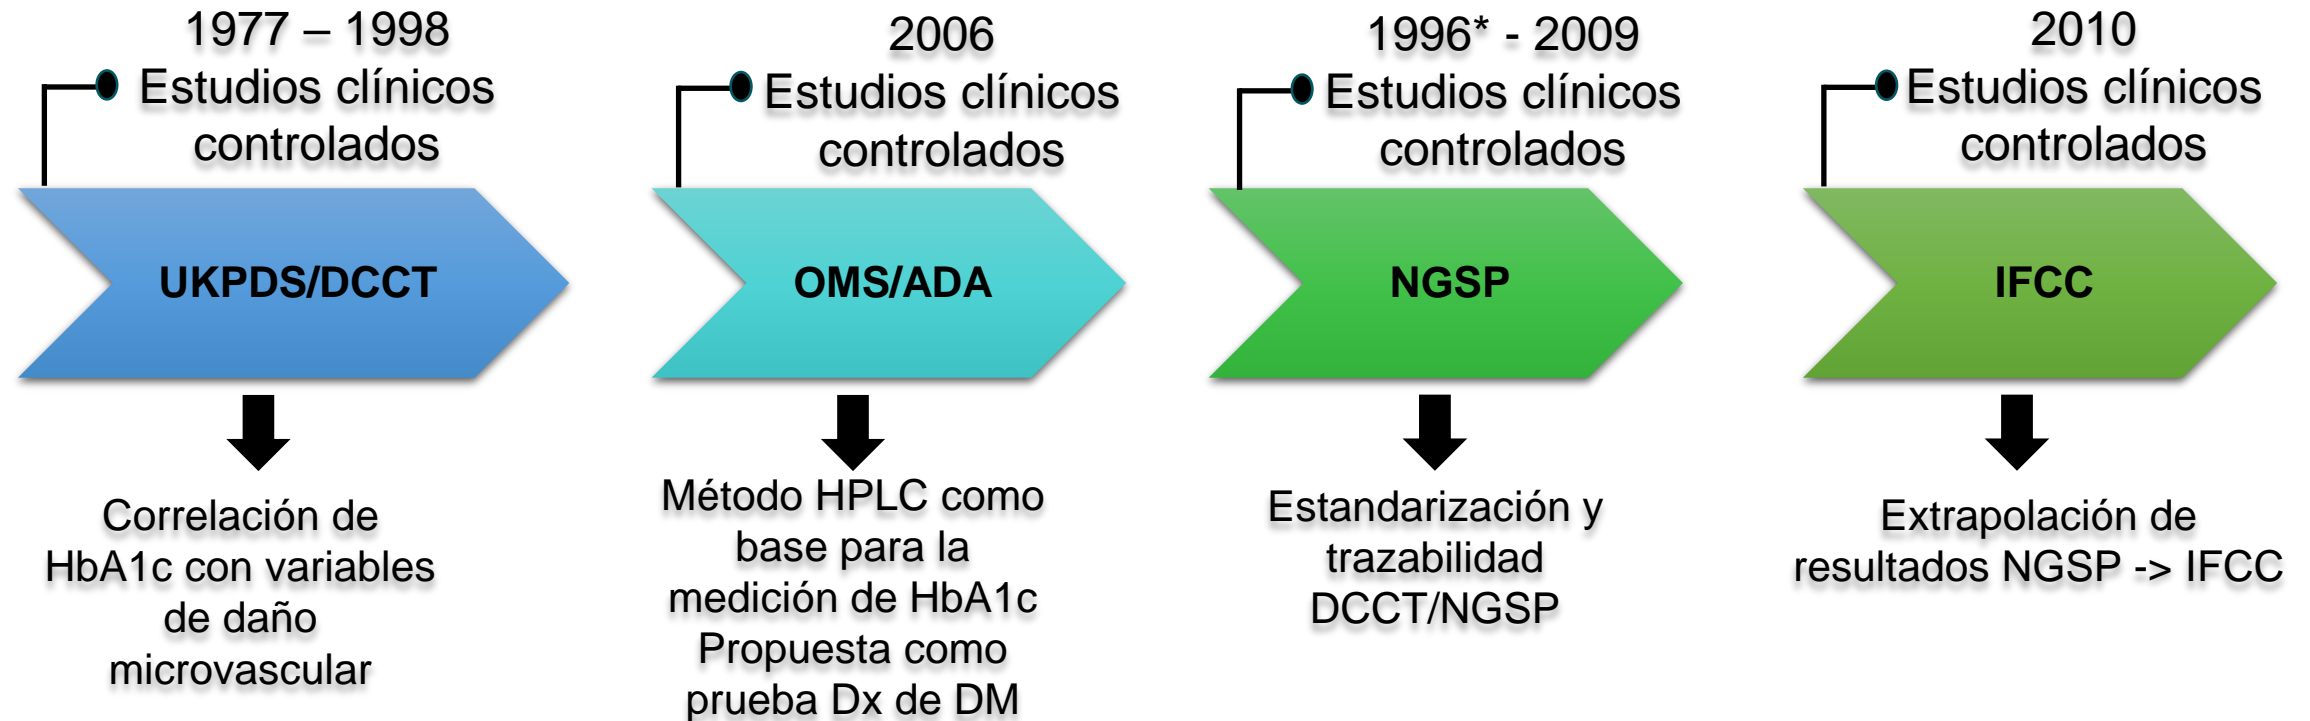 1977 – 1998
Estudios clínicos
controlados
UKPDS/DCCT
Correlación de
HbA1c con variables
de daño
microvascular
2006
Estudios clínicos
controlados
OMS/ADA
Método HPLC como
base para la
medición de HbA1c
Propuesta como
prueba Dx de DM
1996* - 2009
Estudios clínicos
controlados
NGSP
Estandarización y
trazabilidad
DCCT/NGSP
2010
Estudios clínicos
controlados
IFCC
Extrapolación de
resultados NGSP -> IFCC